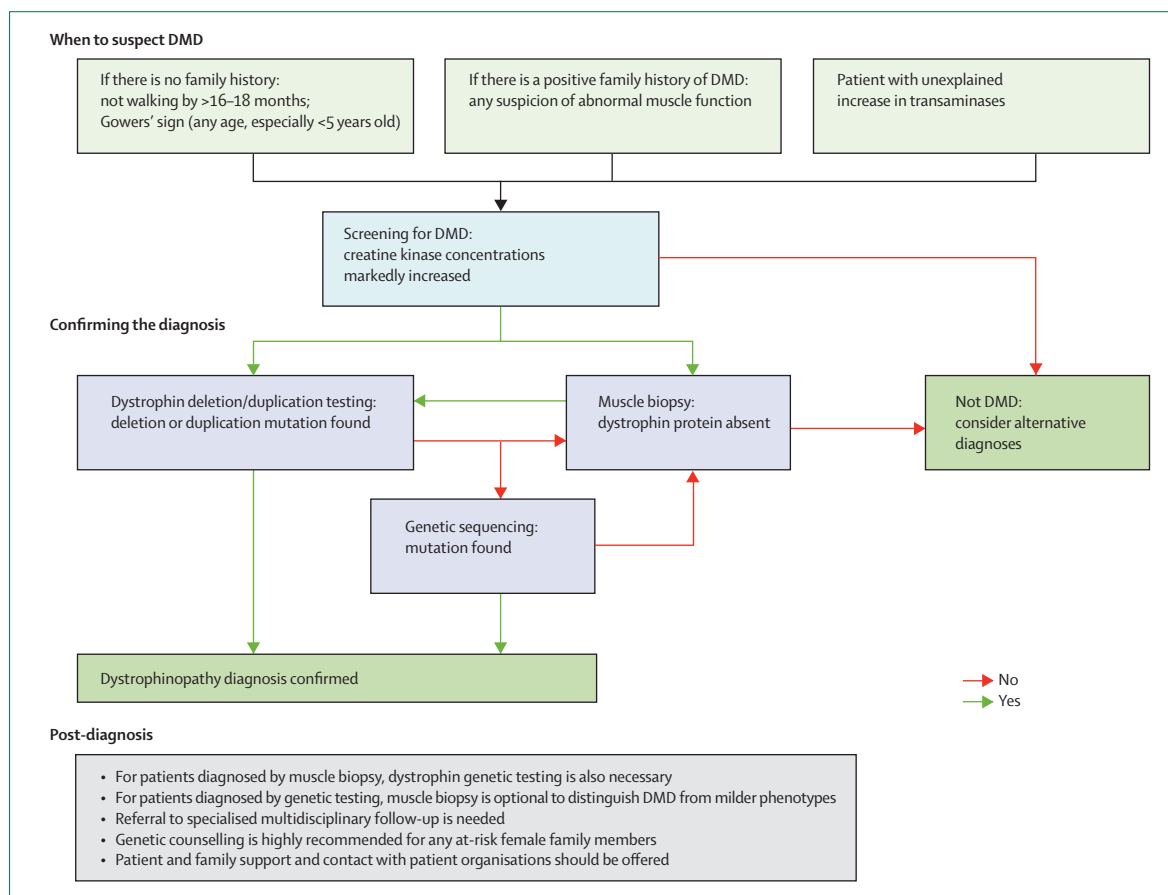 When to suspect DMD
If there is no family history:
not walking by >16–18 months;
Gowers’ sign (any age, especially <5 years old)
If there is a positive family history of DMD:
any suspicion of abnormal muscle function
Patient with unexplained
increase in transaminases
Screening for DMD:
creatine kinase concentrations
markedly increased
Confirming the diagnosis
Dystrophin deletion/duplication testing:
deletion or duplication mutation found
Muscle biopsy:
dystrophin protein absent
Not DMD:
consider alternative
diagnoses
Genetic sequencing:
mutation found
Dystrophinopathy diagnosis confirmed
No
Yes
Post-diagnosis
• For patients diagnosed by muscle biopsy, dystrophin genetic testing is also necessary
• For patients diagnosed by genetic testing, muscle biopsy is optional to distinguish DMD from milder phenotypes
• Referral to specialised multidisciplinary follow-up is needed
• Genetic counselling is highly recommended for any at-risk female family members
• Patient and family support and contact with patient organisations should be offered